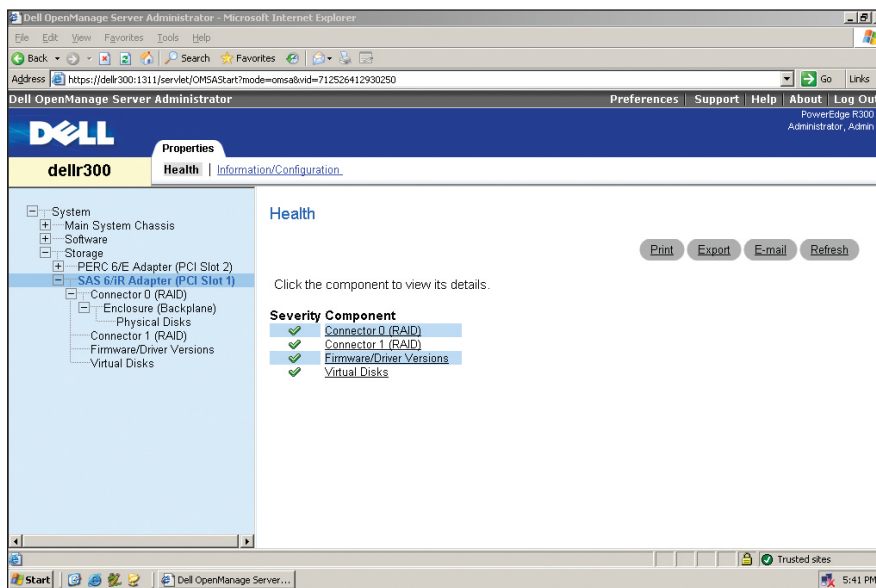 Dell OpenManage Server Administrator - Microsoft Internet Explorer
File Edit View Favorites Tools Help
Back Search Favorites
Address https://dellr300:1311/servlet/OMSAStart?mode=omsa&vid=712526412930250 Go Links
Dell OpenManage Server Administrator Preferences | Support | Help | About | Log Out
PowerEdge R300
Administrator, Admin
DELL
Properties
dellr300 Health | Information/Configuration
System
Main System Chassis
Software
Storage
PERC 6/E Adapter (PCI Slot 2)
SAS 6/iR Adapter (PCI Slot 1)
Connector 0 (RAID)
Enclosure (Backplane)
Physical Disks
Connector 1 (RAID)
Firmware/Driver Versions
Virtual Disks
Health
Print Export E-mail Refresh
Click the component to view its details.
Severity Component
Connector 0 (RAID)
Connector 1 (RAID)
Firmware/Driver Versions
Virtual Disks
Trusted sites
Start Dell OpenManage Server... 5:41 PM